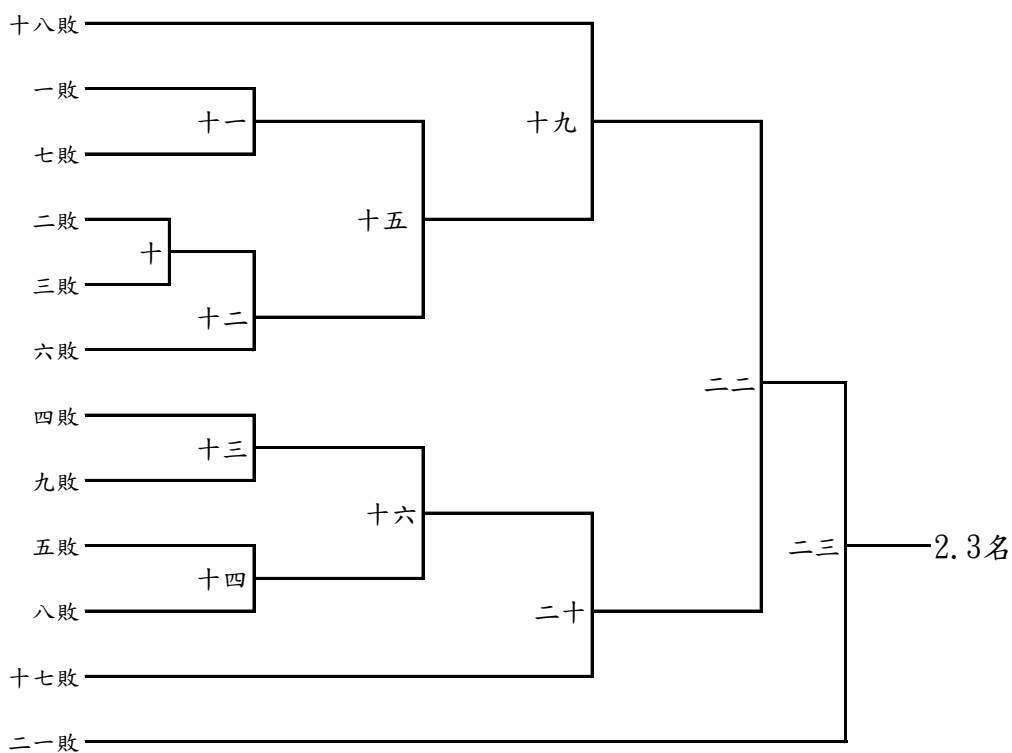 十八敗
一敗
十一
十九
七敗
二敗
十五
十
三敗
十二
六敗
二二
四敗
十三
九敗
十六
五敗
二三
2.3名
十四
八敗
二十
十七敗
二一敗